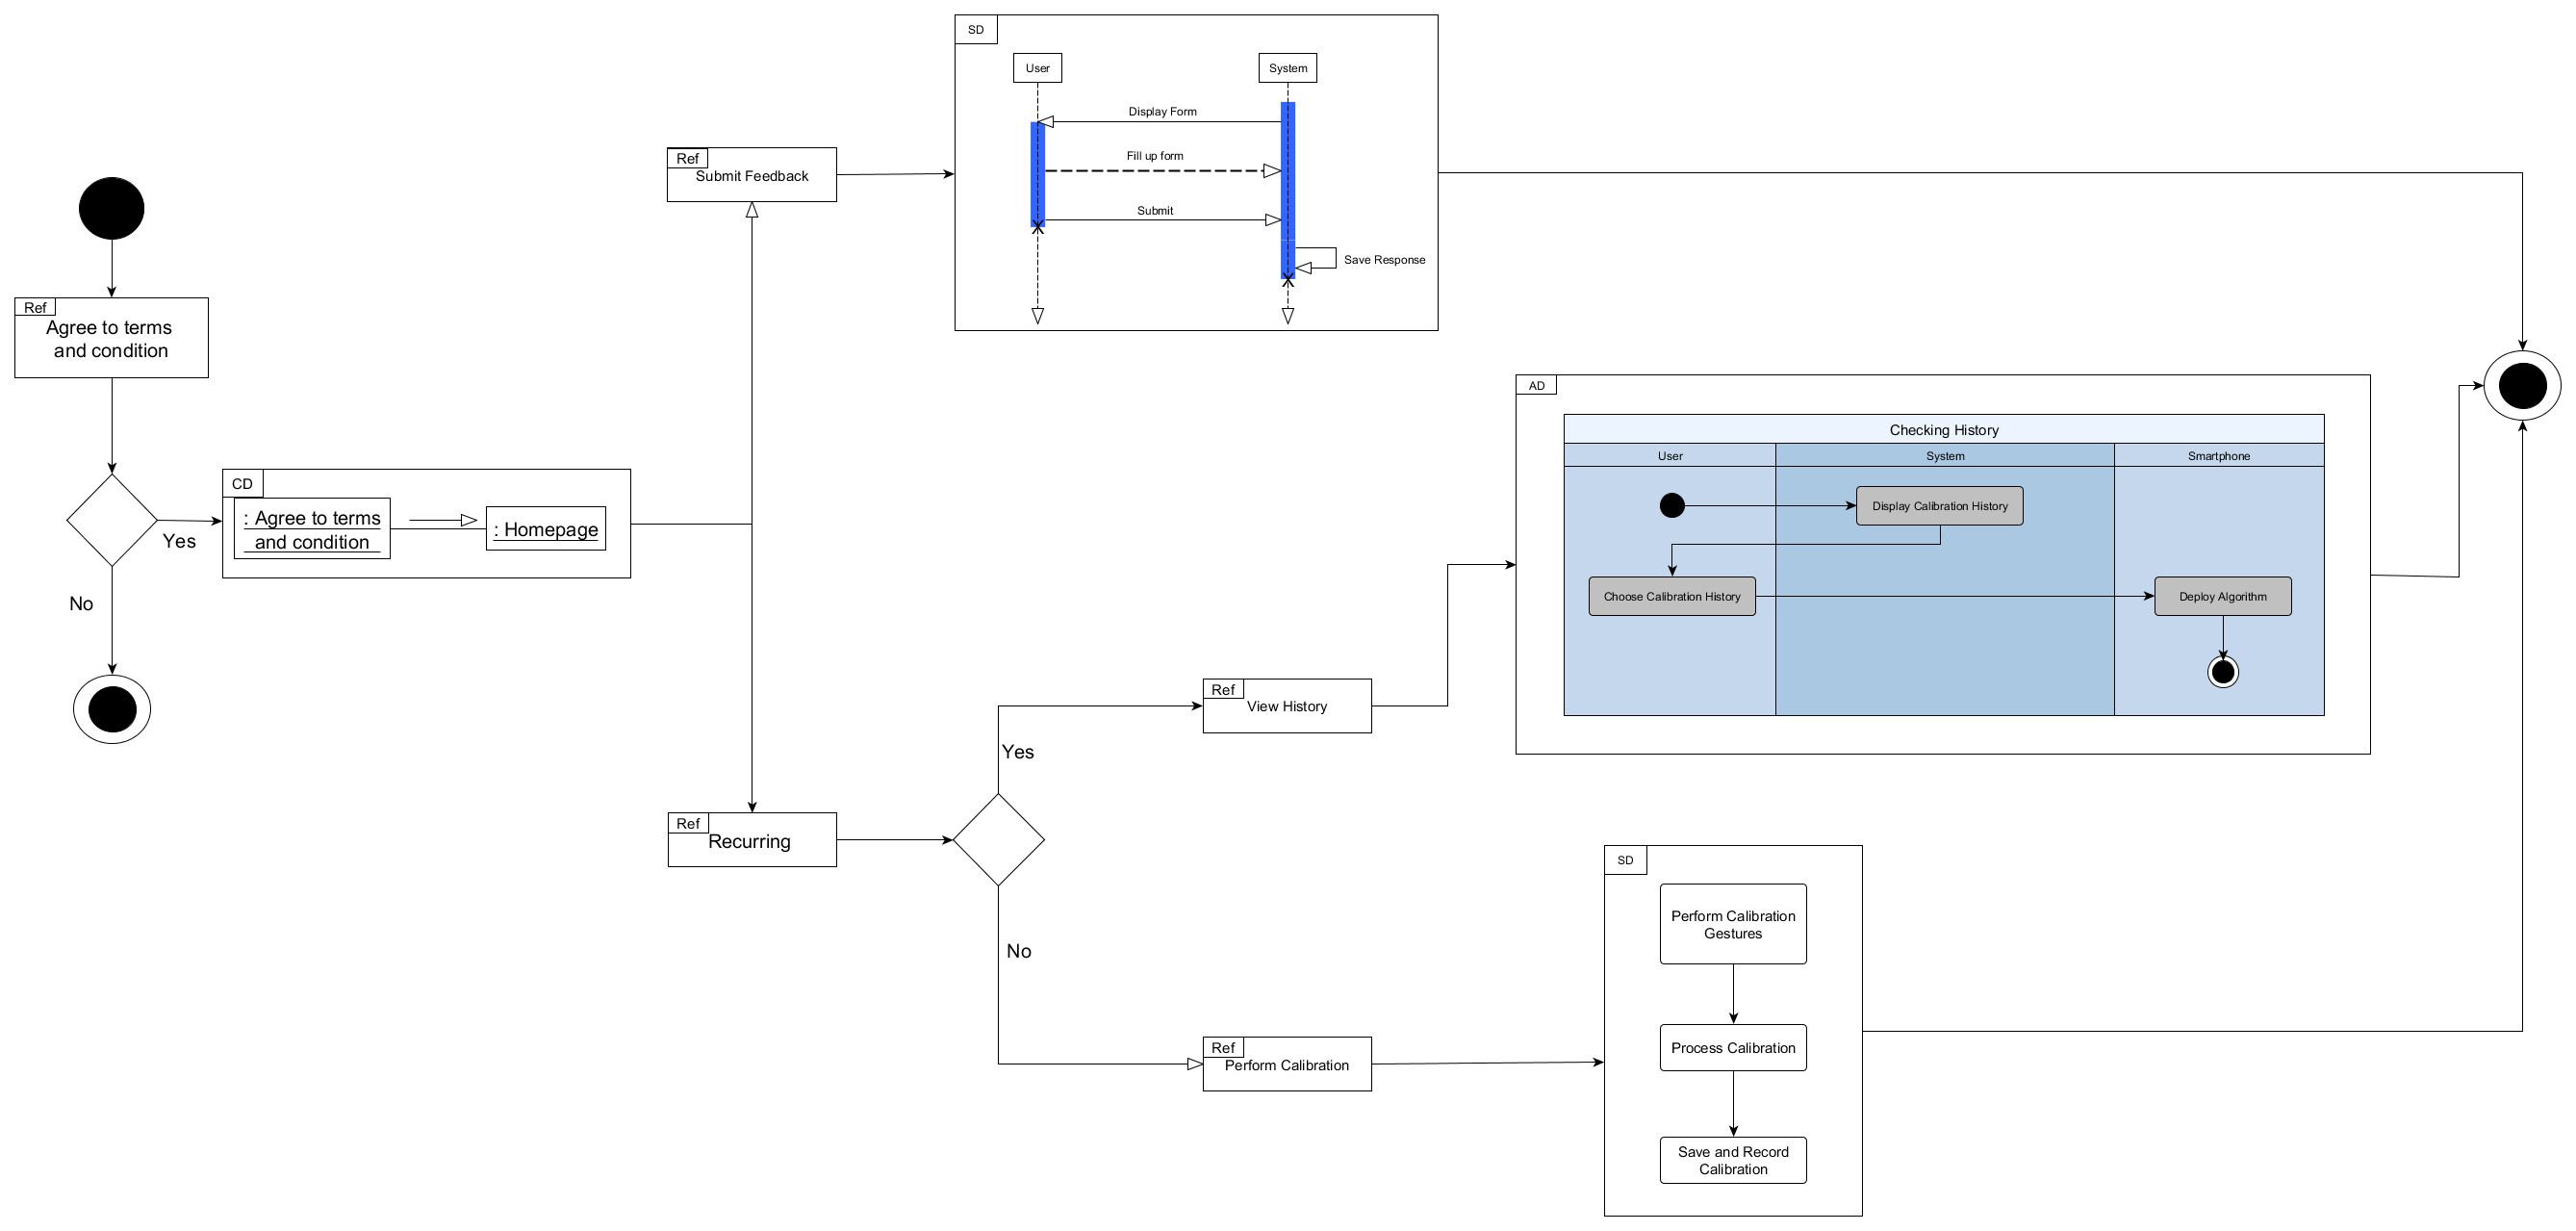 SD
User
System
Display Form
Fill up form
Submit
X
Save Response
X
Ref
Submit Feedback
Ref
Agree to terms
and condition
Yes
No
CD
: Agree to terms
and condition
: Homepage
AD
Checking History
User
System
Smartphone
Display Calibration History
Choose Calibration History
Deploy Algorithm
Ref
Recurring
Yes
No
Ref
View History
Ref
Perform Calibration
SD
Perform Calibration
Gestures
Process Calibration
Save and Record
Calibration